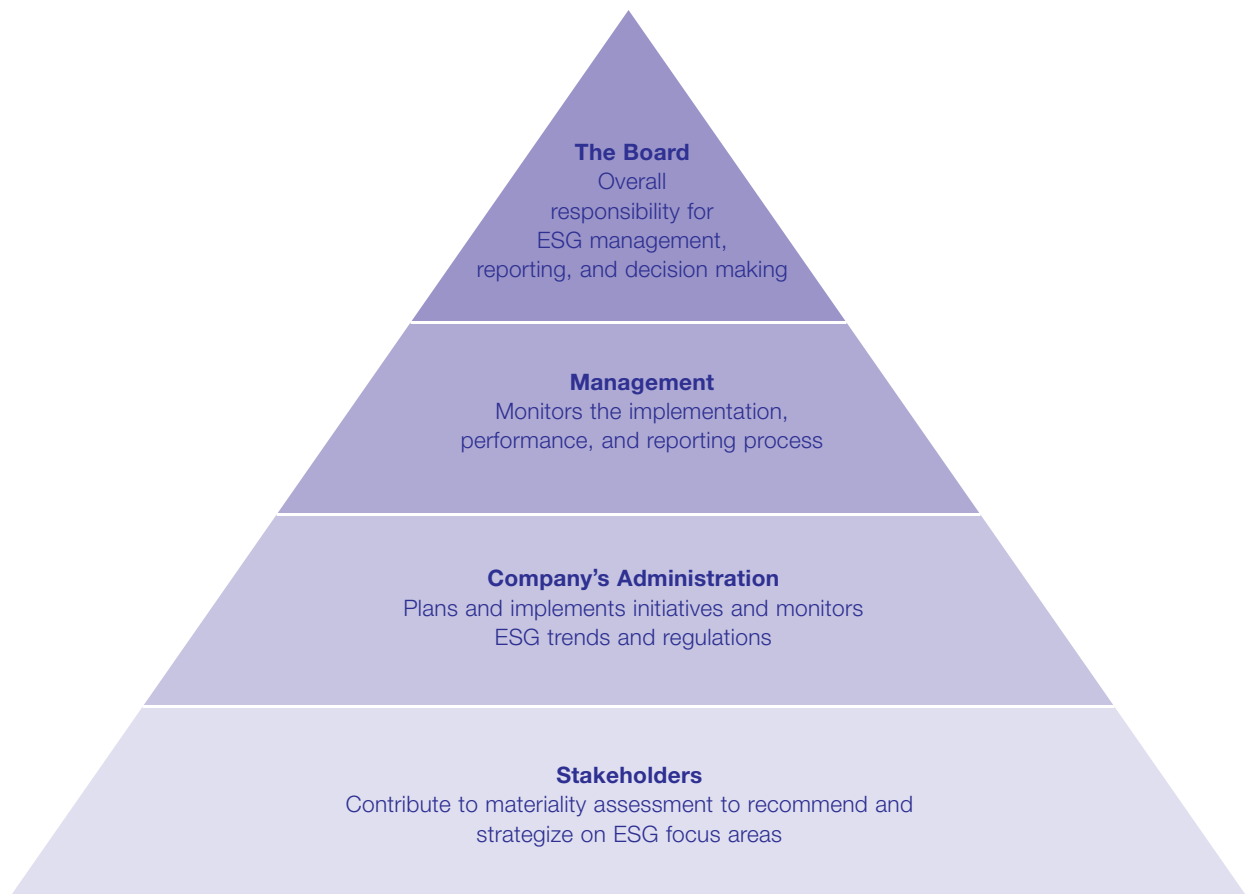 The Board
Overall
responsibility for
ESG management,
reporting, and decision making
Management
Monitors the implementation,
performance, and reporting process
Company’s Administration
Plans and implements initiatives and monitors
ESG trends and regulations
Stakeholders
Contribute to materiality assessment to recommend and
strategize on ESG focus areas